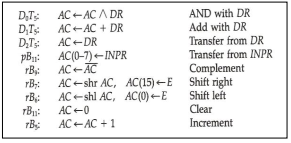 D₀T₅: AC ← AC ∧ DR AND with DR
D₁T₅: AC ← AC + DR Add with DR
D₂T₅: AC ← DR Transfer from DR
pB₁₁: AC(0–7) ← INPR Transfer from INPR
rB₉: AC ← A̅C̅ Complement
rB₇: AC ← shr AC, AC(15) ← E Shift right
rB₆: AC ← shl AC, AC(0) ← E Shift left
rB₁₁: AC ← 0 Clear
rB₅: AC ← AC + 1 Increment